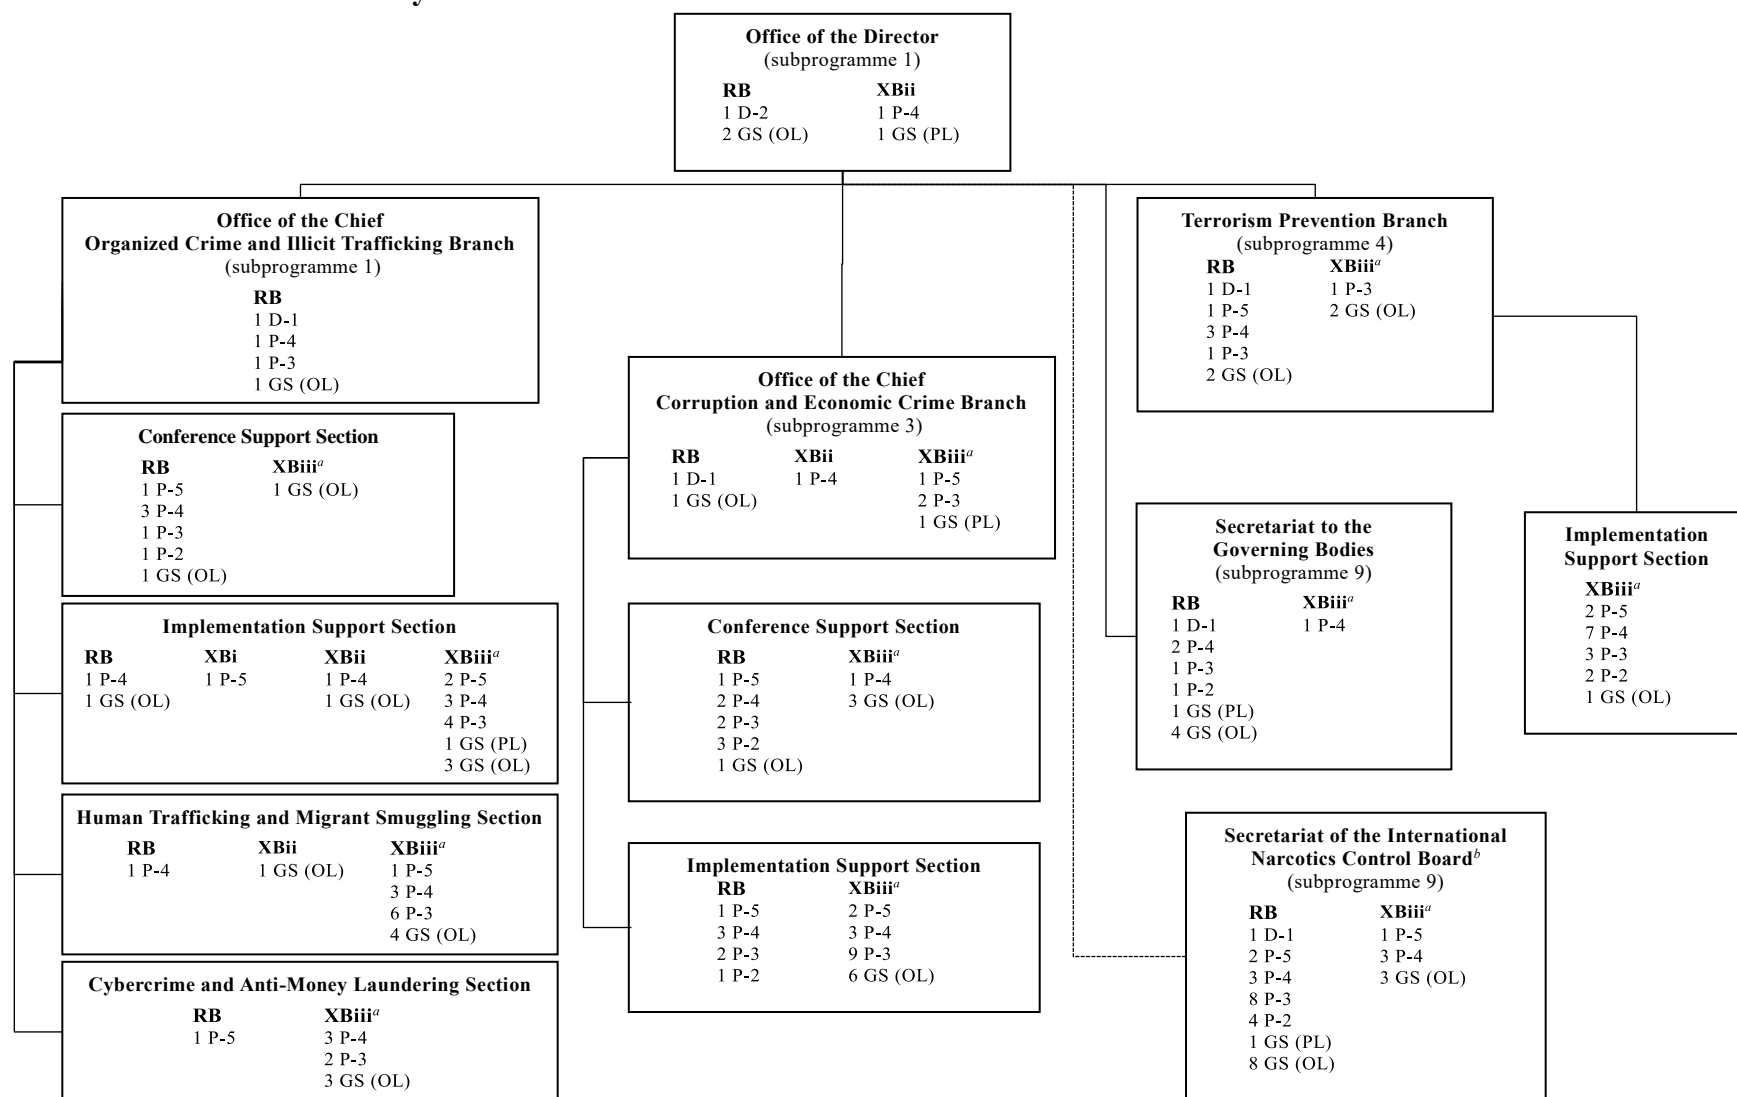 y
Office of the Director
(subprogramme 1)
RB XBii
1 D-2 1 P-4
2 GS (OL) 1 GS (PL)
Office of the Chief
Organized Crime and Illicit Trafficking Branch
(subprogramme 1)
RB
1 D-1
1 P-4
1 P-3
1 GS (OL)
Conference Support Section
RB XBiiiᵃ
1 P-5 1 GS (OL)
3 P-4
1 P-3
1 P-2
1 GS (OL)
Implementation Support Section
RB XBi XBii XBiiiᵃ
1 P-4 1 P-5 1 P-4 2 P-5
1 GS (OL) 1 GS (OL) 3 P-4
4 P-3
1 GS (PL)
3 GS (OL)
Human Trafficking and Migrant Smuggling Section
RB XBii XBiiiᵃ
1 P-4 1 GS (OL) 1 P-5
3 P-4
6 P-3
4 GS (OL)
Cybercrime and Anti-Money Laundering Section
RB XBiiiᵃ
1 P-5 3 P-4
2 P-3
3 GS (OL)
Office of the Chief
Corruption and Economic Crime Branch
(subprogramme 3)
RB XBii XBiiiᵃ
1 D-1 1 P-4 1 P-5
1 GS (OL) 2 P-3
1 GS (PL)
Conference Support Section
RB XBiiiᵃ
1 P-5 1 P-4
2 P-4 3 GS (OL)
2 P-3
3 P-2
1 GS (OL)
Implementation Support Section
RB XBiiiᵃ
1 P-5 2 P-5
3 P-4 3 P-4
2 P-3 9 P-3
1 P-2 6 GS (OL)
Terrorism Prevention Branch
(subprogramme 4)
RB XBiiiᵃ
1 D-1 1 P-3
1 P-5 2 GS (OL)
3 P-4
1 P-3
2 GS (OL)
Implementation
Support Section
XBiiiᵃ
2 P-5
7 P-4
3 P-3
2 P-2
1 GS (OL)
Secretariat to the
Governing Bodies
(subprogramme 9)
RB XBiiiᵃ
1 D-1 1 P-4
2 P-4
1 P-3
1 P-2
1 GS (PL)
4 GS (OL)
Secretariat of the International
Narcotics Control Boardᵇ
(subprogramme 9)
RB XBiiiᵃ
1 D-1 1 P-5
2 P-5 3 P-4
3 P-4 3 GS (OL)
8 P-3
4 P-2
1 GS (PL)
8 GS (OL)